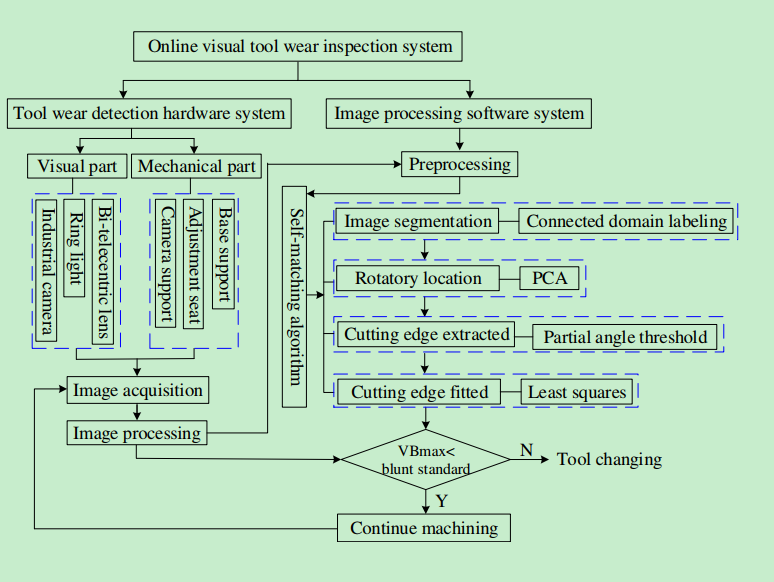 Online visual tool wear inspection system
Tool wear detection hardware system
Image processing software system
Visual part
Mechanical part
Preprocessing
Industrial camera
Ring light
Bi-telecentric lens
Camera support
Adjustment seat
Base support
Self-matching algorithm
Image segmentation
Connected domain labeling
Rotatory location
PCA
Cutting edge extracted
Partial angle threshold
Cutting edge fitted
Least squares
Image acquisition
Image processing
VBmax<
blunt standard
N
Tool changing
Y
Continue machining